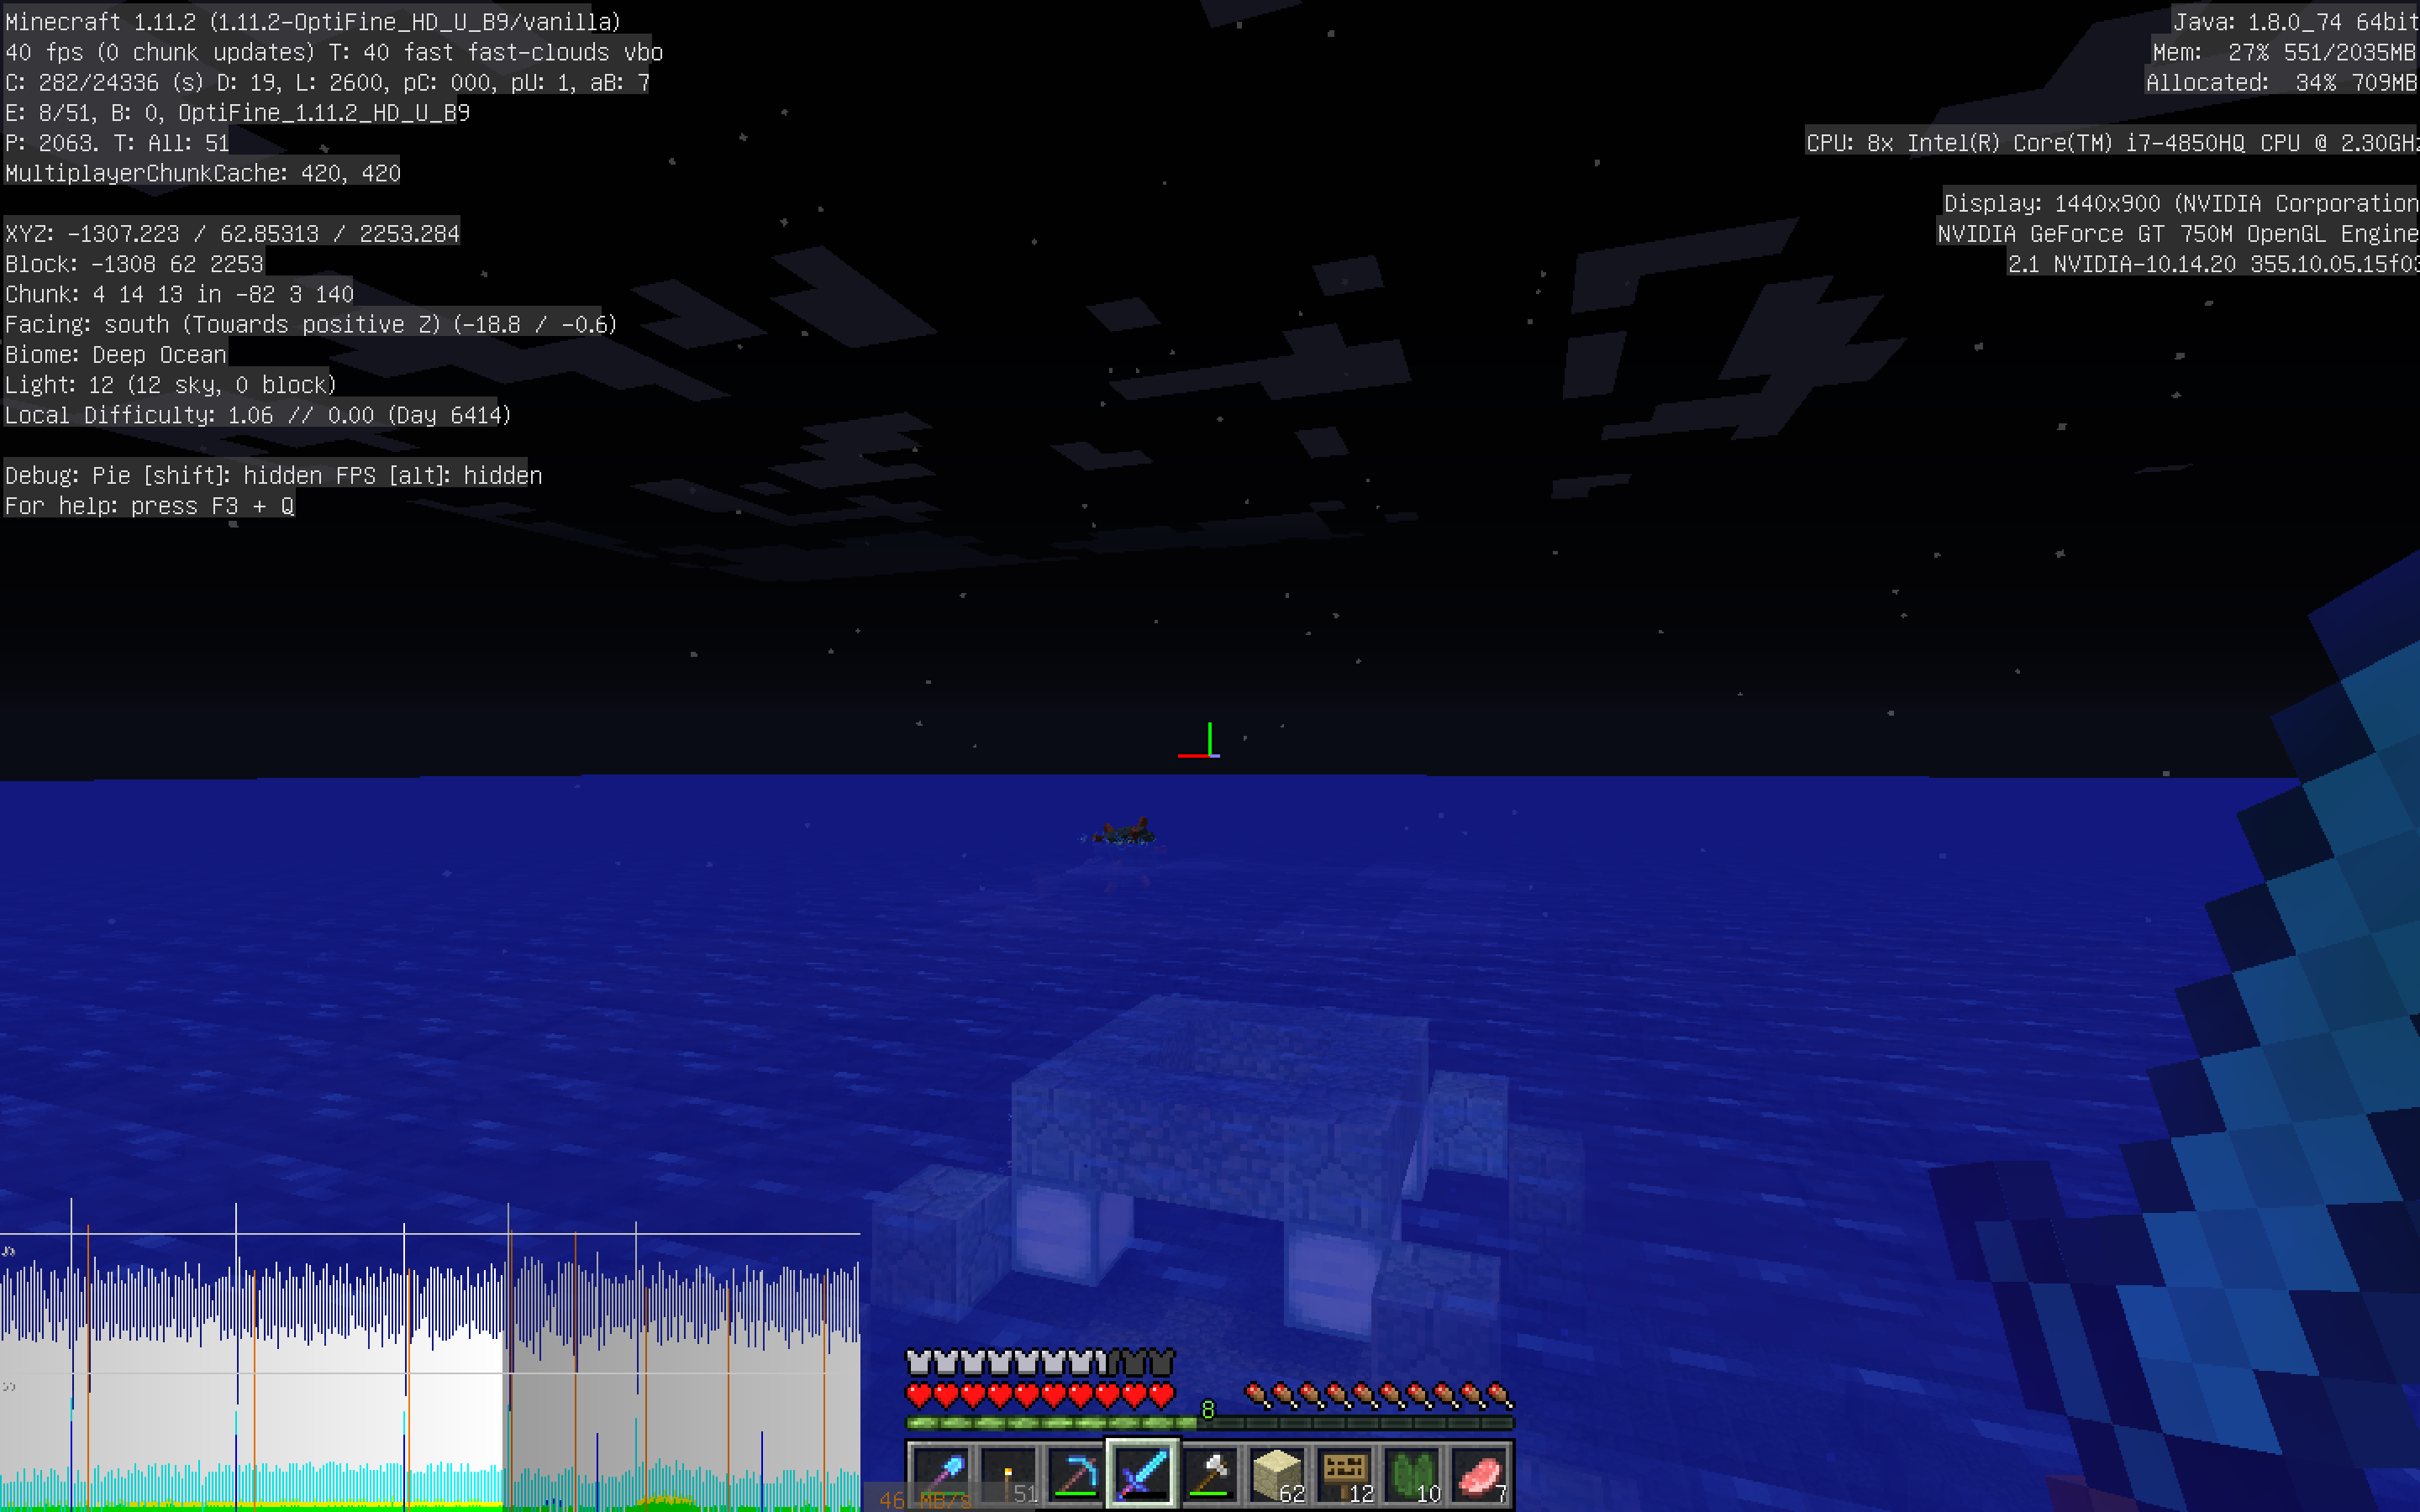 Minecraft 1.11.2 (1.11.2-OptiFine_HD_U_B9/vanilla)
40 fps (0 chunk updates) T: 40 fast fast-clouds vbo
C: 282/24336 (s) D: 19, L: 2600, pC: 000, pU: 1, aB: 7
E: 8/51, B: 0, OptiFine_1.11.2_HD_U_B9
P: 2063. T: All: 51
MultiplayerChunkCache: 420, 420
XYZ: -1307.223 / 62.85313 / 2253.284
Block: -1308 62 2253
Chunk: 4 14 13 in -82 3 140
Facing: south (Towards positive Z) (-18.8 / -0.6)
Biome: Deep Ocean
Light: 12 (12 sky, 0 block)
Local Difficulty: 1.06 // 0.00 (Day 6414)
Debug: Pie [shift]: hidden FPS [alt]: hidden
For help: press F3 + Q
Java: 1.8.0_74 64bit
Mem: 27% 551/2035MB
Allocated: 34% 709MB
CPU: 8x Intel(R) Core(TM) i7-4850HQ CPU @ 2.30GHz
Display: 1440x900 (NVIDIA Corporation
NVIDIA GeForce GT 750M OpenGL Engine
2.1 NVIDIA-10.14.20 355.10.05.15f03
8
51 62 12 10 7
46 MB/s